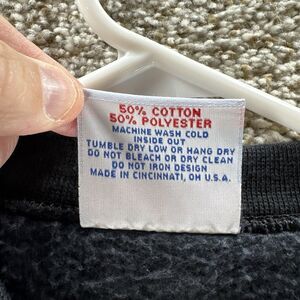 50% COTTON
50% POLYESTER
MACHINE WASH COLD
INSIDE OUT
TUMBLE DRY LOW OR HANG DRY
DO NOT BLEACH OR DRY CLEAN
DO NOT IRON DESIGN
MADE IN CINCINNATI, OH U.S.A.